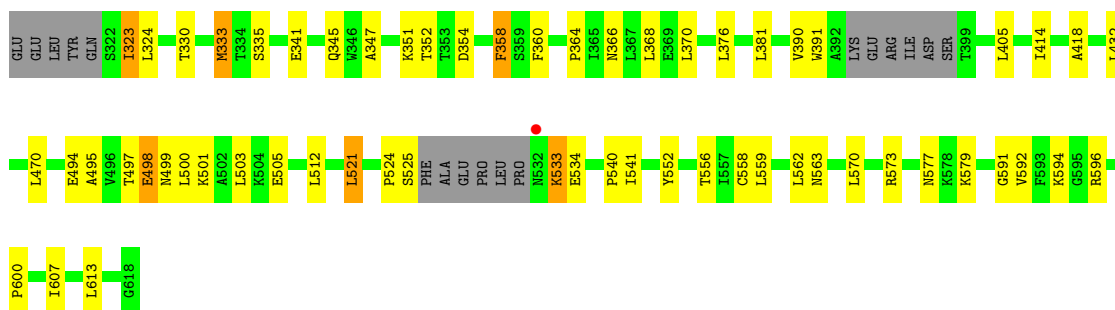 GLU GLU LEU TYR GLN S322 I323 L324 T330 M333 T334 S335 E341 Q345 W346 A347 K351 T352 T353 D354 F358 S359 F360 P364 I365 N366 L367 L368 E369 L370 L376 L381 V390 W391 A392 LYS GLU ARG ILE ASP SER T399 L405 I414 A418
L470 E494 A495 V496 T497 E498 N499 L500 K501 A502 L503 K504 E505 L512 L521 P524 S525 PHE ALA GLU PRO LEU PRO N532 K533 E534 P540 I541 Y552 T556 I557 C558 L559 L562 N563 L570 R573 N577 K578 K579 G591 V592 F593 K594 G595 R596
P600 I607 L613 G618